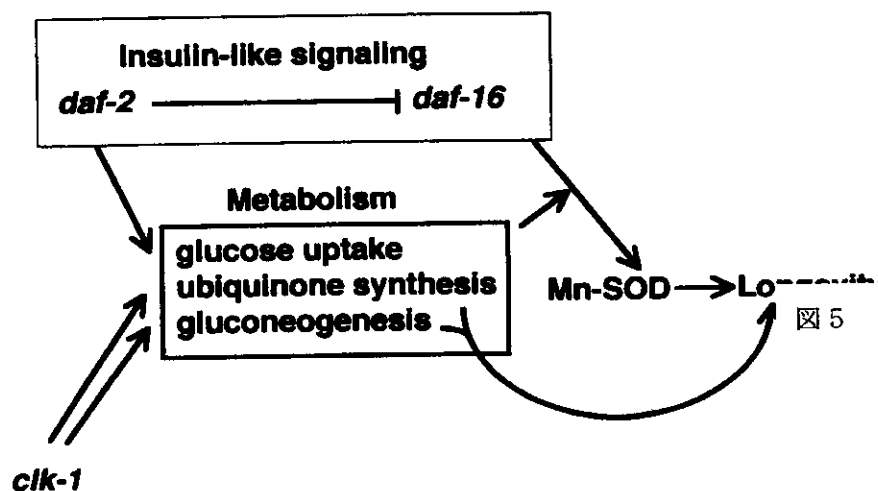 Insulin-like signaling
daf-2 daf-16
Metabolism
glucose uptake
ubiquinone synthesis
gluconeogenesis
Mn-SOD
図 5
clk-1